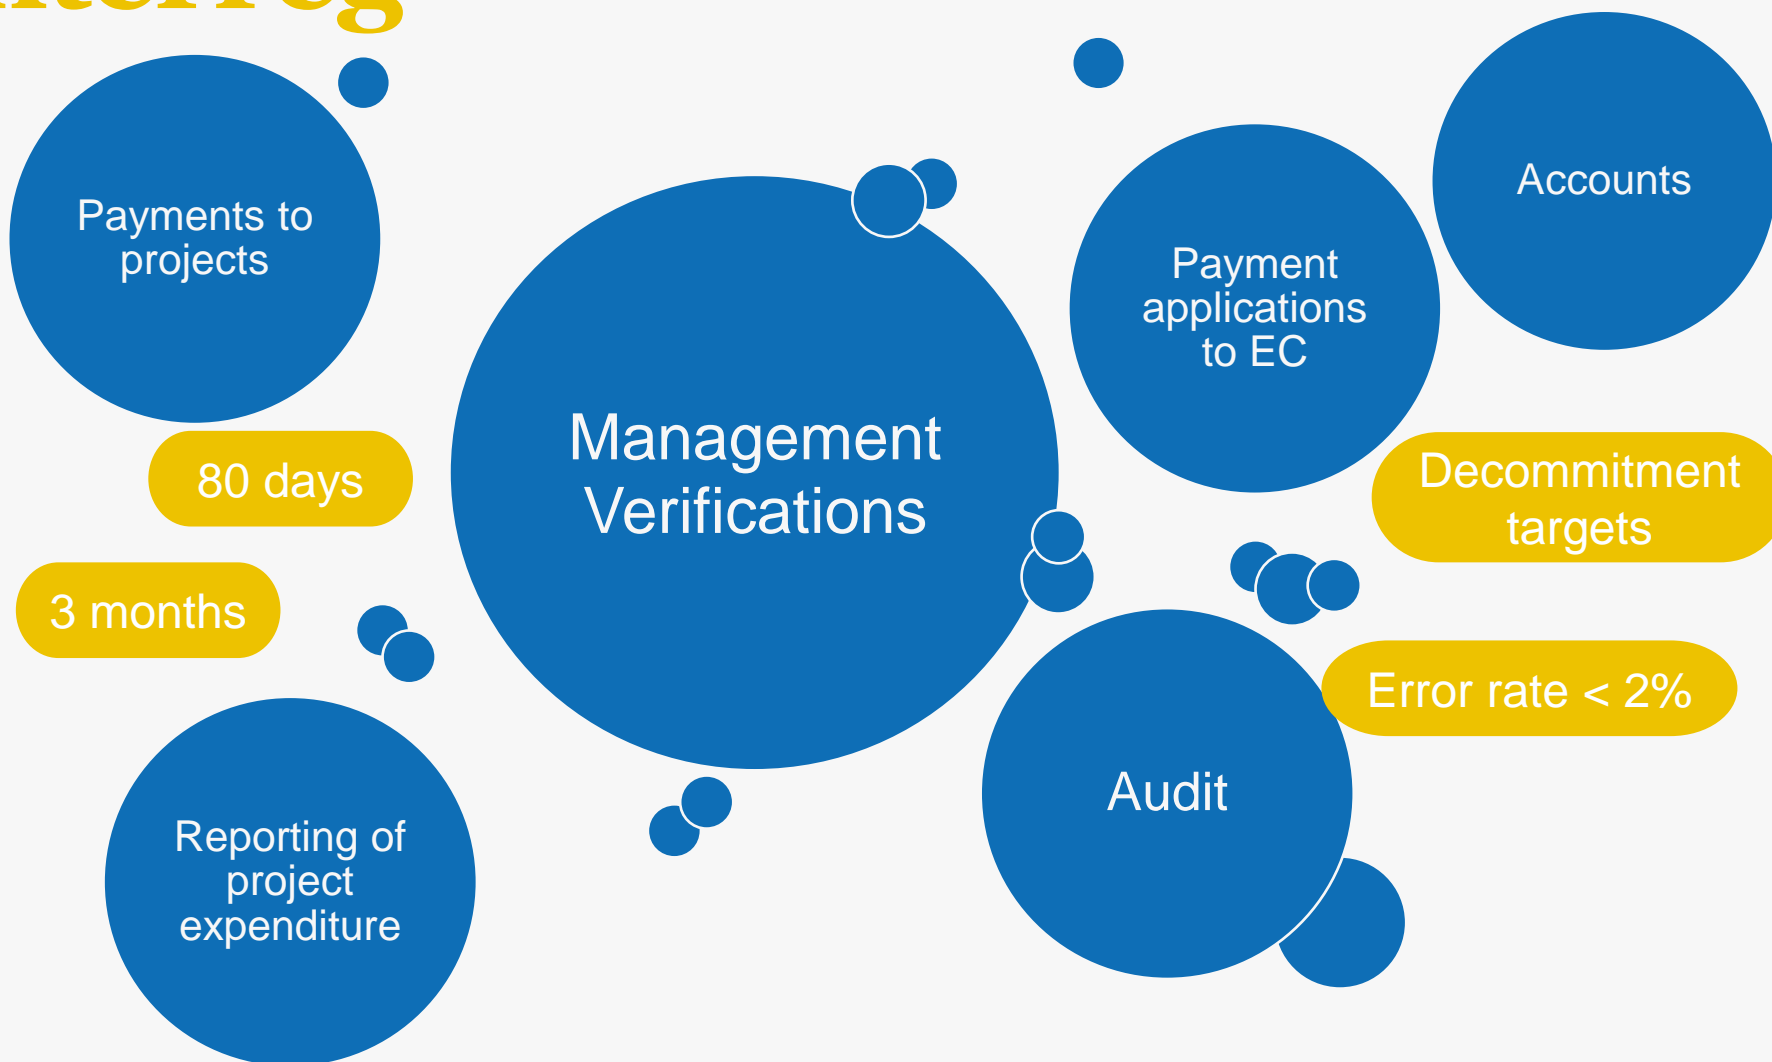 Payments to
projects
80 days
3 months
Reporting of
project
expenditure
Management
Verifications
Payment
applications
to EC
Accounts
Decommitment
targets
Error rate < 2%
Audit